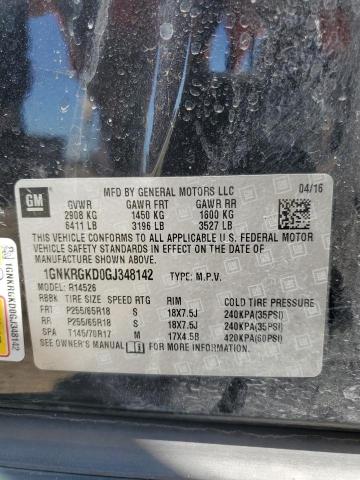 GM
MFD BY GENERAL MOTORS LLC 04/16
GVWR GAWR FRT GAWR RR
2908 KG 1450 KG 1600 KG
6411 LB 3196 LB 3527 LB
THIS VEHICLE CONFORMS TO ALL APPLICABLE U.S. FEDERAL MOTOR
VEHICLE SAFETY STANDARDS IN EFFECT ON THE DATE OF
MANUFACTURE SHOWN ABOVE.
1GNKRGKD0GJ348142 TYPE: M.P.V.
MODEL: R14526
RBBK TIRE SIZE SPEED RTG RIM COLD TIRE PRESSURE
FRT P255/65R18 S 18X7.5J 240KPA(35PSI)
RR P255/65R18 S 18X7.5J 240KPA(35PSI)
SPA T145/70R17 M 17X4.5B 420KPA(60PSI)
SEE OWNER'S MANUAL FOR ADDITIONAL INFORMATION
1GNKRGKD0GJ348142